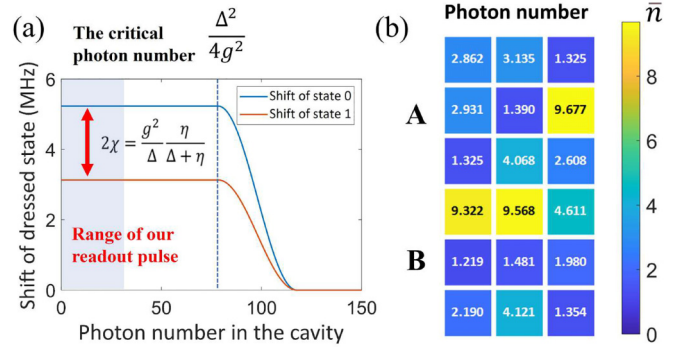 (a)
The critical
photon number Δ²/4g²
Shift of dressed state (MHz)
6
4
2
0
Shift of state 0
Shift of state 1
2χ = g²/Δ η/(Δ + η)
Range of our
readout pulse
0 50 100 150
Photon number in the cavity
(b)
Photon number
n̄
A
B
2.862 3.135 1.325
2.931 1.390 9.677
1.325 4.068 2.608
9.322 9.568 4.611
1.219 1.481 1.980
2.190 4.121 1.354
8
6
4
2
0